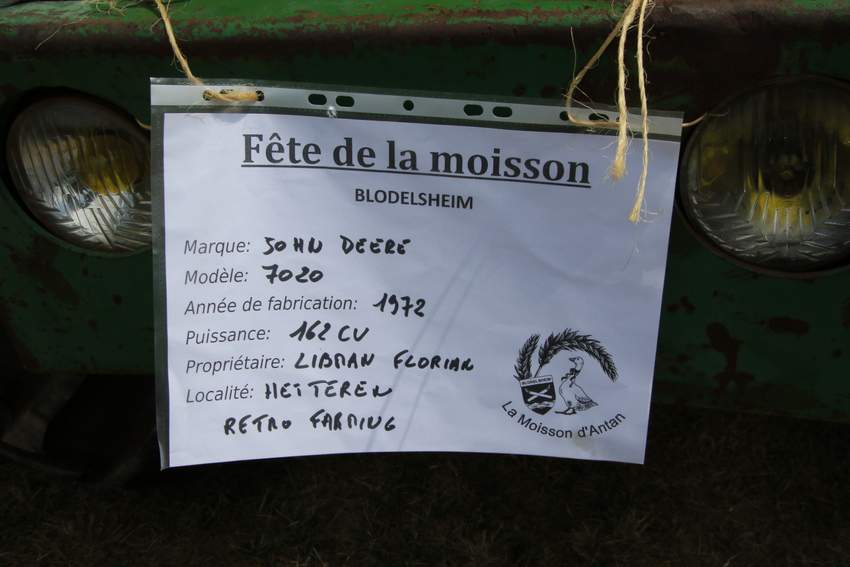 Fête de la moisson
BLODELSHEIM
Marque: JOHN DEERE
Modèle: 7020
Année de fabrication: 1972
Puissance: 162 CV
Propriétaire: LIBMAN FLORIAN
Localité: HETTEREN
RETRO FARMING
BLODELSHEIM
La Moisson d'Antan